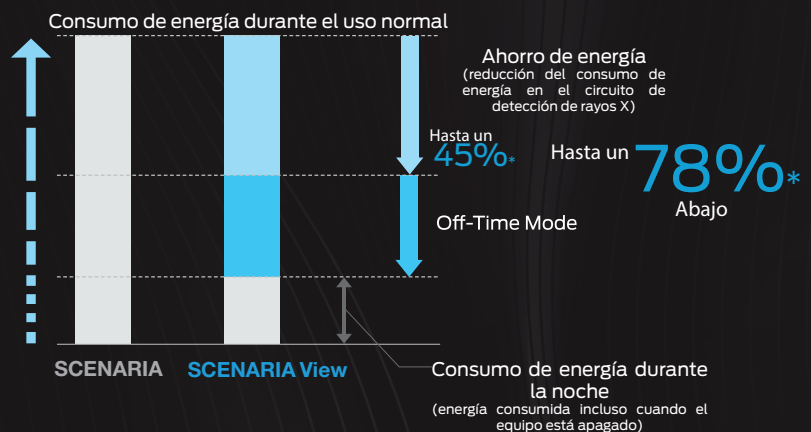 Consumo de energía durante el uso normal
Ahorro de energía
(reducción del consumo de
energía en el circuito de
detección de rayos X)
Hasta un
45%*
Hasta un 78%*
Abajo
Off-Time Mode
SCENARIA
SCENARIA View
Consumo de energía durante
la noche
(energía consumida incluso cuando el
equipo está apagado)